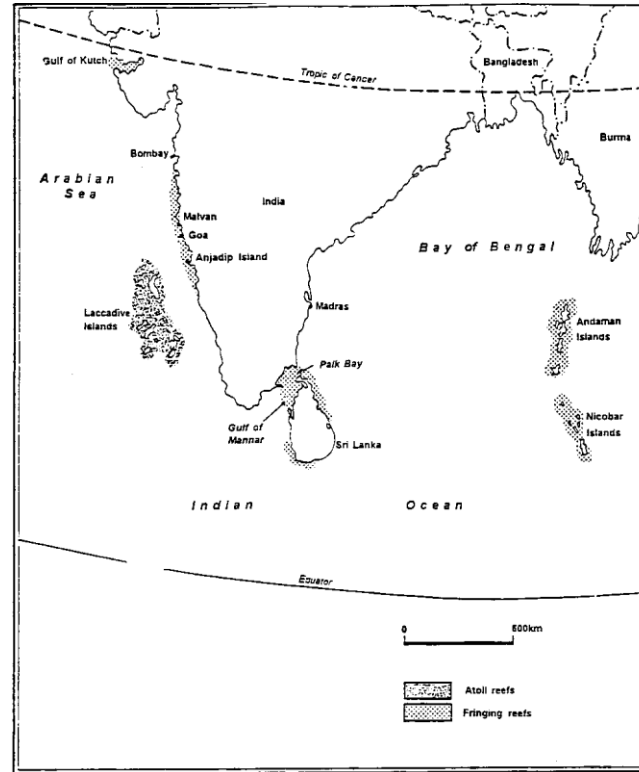 Gulf of Kutch
Tropic of Cancer
Bangladesh
Burma
Bombay
Arabian
Sea
India
Malvan
Goa
Anjadip Island
Bay of Bengal
Laccadive
Islands
Madras
Andaman
Islands
Palk Bay
Gulf of
Mannar
Sri Lanka
Nicobar
Islands
Indian Ocean
Equator
0 500km
Atoll reefs
Fringing reefs